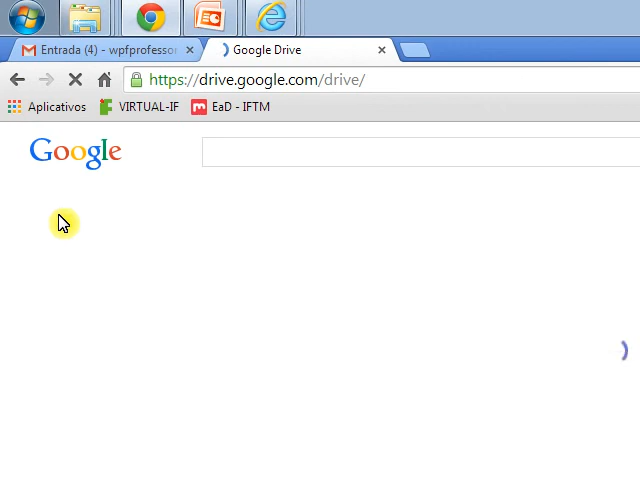 Entrada (4) - wpfprofessor
Google Drive
https://drive.google.com/drive/
Aplicativos
VIRTUAL-IF
EaD - IFTM
Google